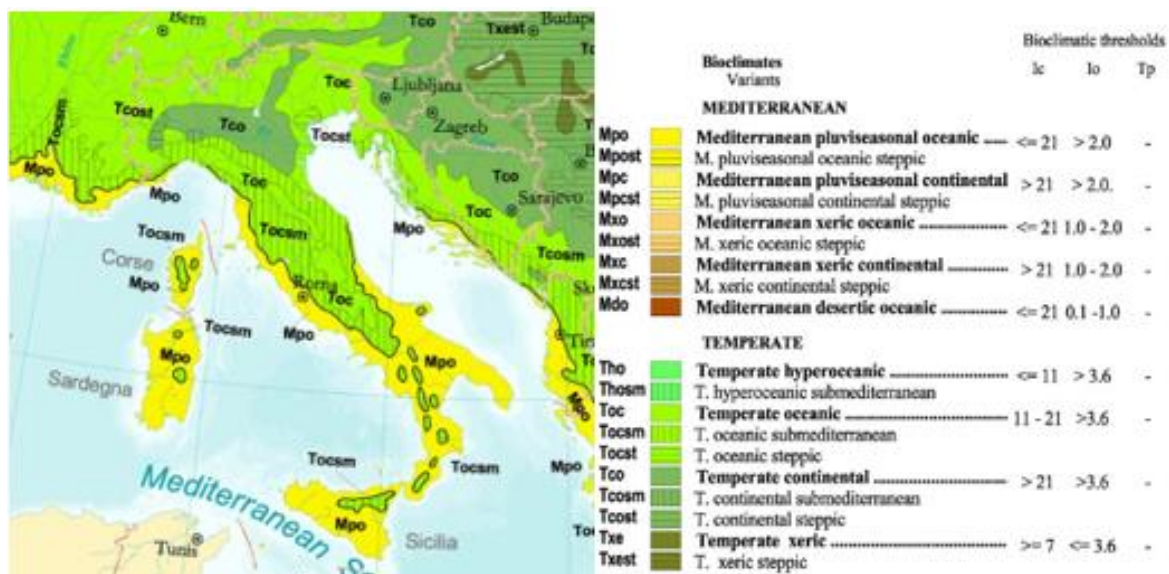 Bern
Tco
Txest
Budape
Toc
Ljubljana
Tcost
Zagreb
Tocsm
Tco
Tocst
Mpo
Mpo
Toc
Tco
Sarajevo
Mpo
Toc
Tocsm
Tocsm
Corse
Tcosm
Mpo
Roma
Toc
Tocsm
Mpo
Mpo
Mpo
Sardegna
Mpo
Tocsm
Tocsm
Mpo
Mediterranean
Mpo
Sicilia
Tunis
Bioclimatic thresholds
Bioclimates
Variants
Ic Io Tp
MEDITERRANEAN
Mpo Mediterranean pluviseasonal oceanic ...... <= 21 > 2.0 -
Mpost M. pluviseasonal oceanic steppic
Mpc Mediterranean pluviseasonal continental > 21 > 2.0. -
Mpcst M. pluviseasonal continental steppic
Mxo Mediterranean xeric oceanic .................. <= 21 1.0 - 2.0 -
Mxost M. xeric oceanic steppic
Mxc Mediterranean xeric continental ............. > 21 1.0 - 2.0 -
Mxcst M. xeric continental steppic
Mdo Mediterranean desertic oceanic .............. <= 21 0.1 -1.0 -
TEMPERATE
Tho Temperate hyperoceanic ........................ <= 11 > 3.6 -
Thosm T. hyperoceanic submediterranean
Toc Temperate oceanic ................................ 11 - 21 >3.6 -
Tocsm T. oceanic submediterranean
Tocst T. oceanic steppic
Tco Temperate continental ........................... > 21 >3.6 -
Tcosm T. continental submediterranean
Tcost T. continental steppic
Txe Temperate xeric .................................... >= 7 <= 3.6 -
Txest T. xeric steppic